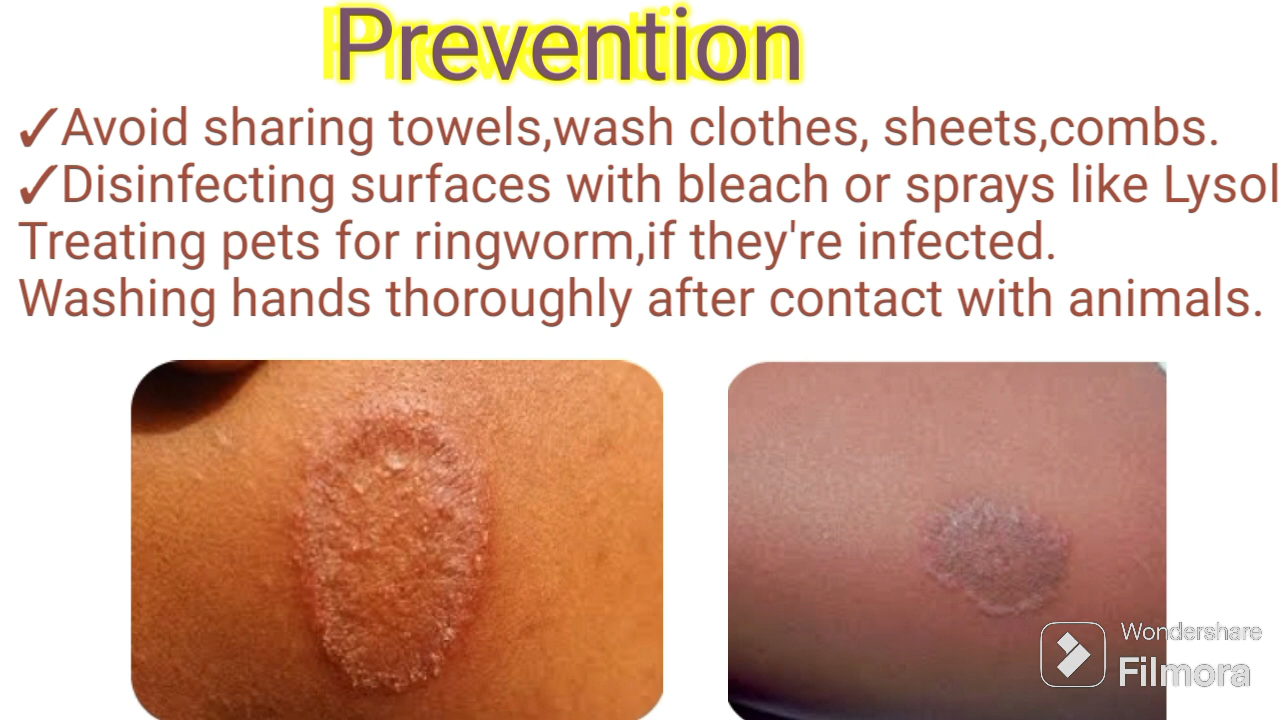 Prevention
✓Avoid sharing towels,wash clothes, sheets,combs.
✓Disinfecting surfaces with bleach or sprays like Lysol
Treating pets for ringworm,if they're infected.
Washing hands thoroughly after contact with animals.
Wondershare
Filmora